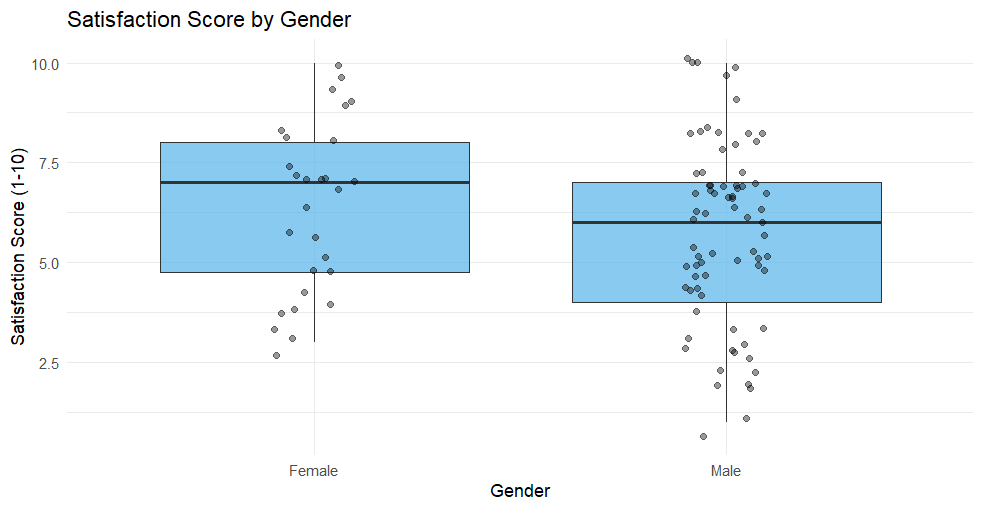 Satisfaction Score by Gender
Satisfaction Score (1-10)
10.0
7.5
5.0
2.5
Female
Male
Gender